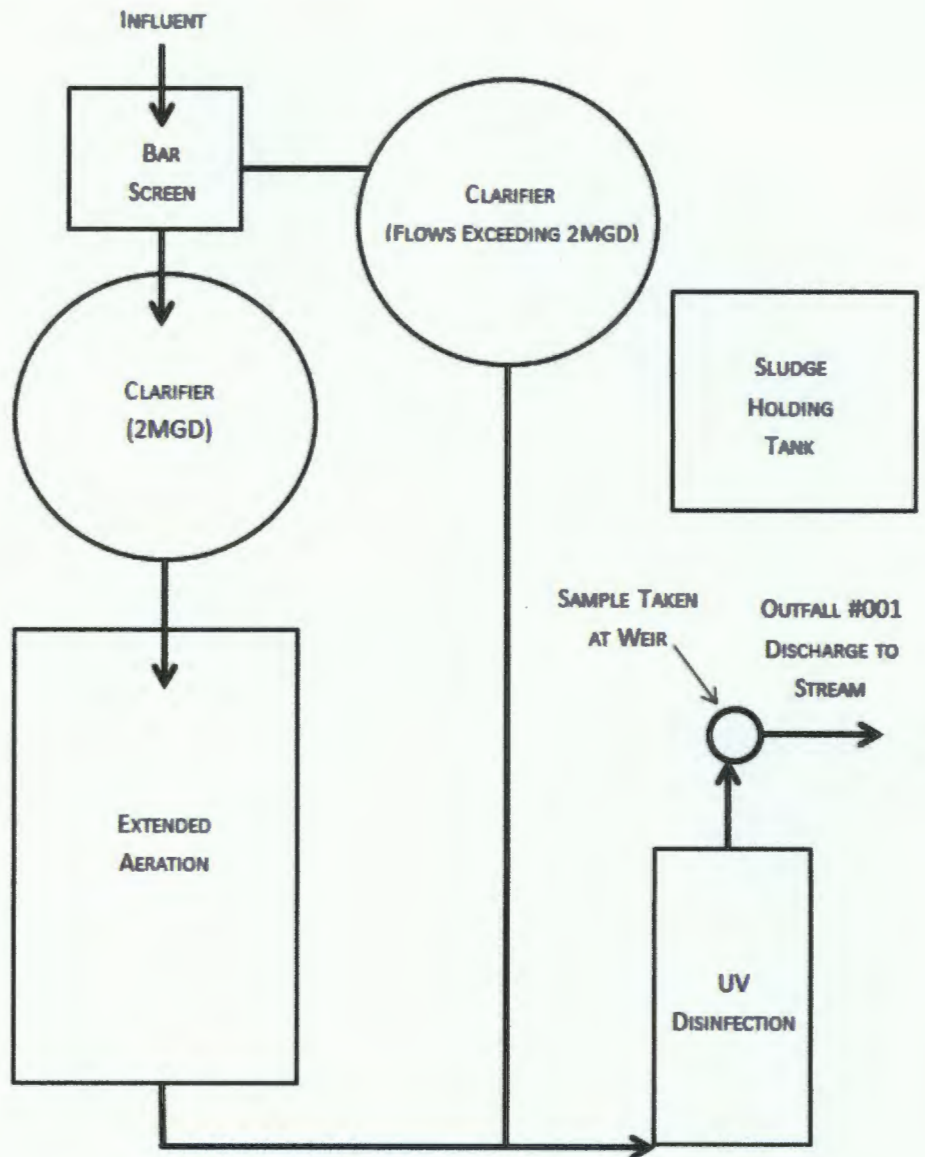 INFLUENT
BAR
SCREEN
CLARIFIER
(FLOWS EXCEEDING 2MGD)
CLARIFIER
(2MGD)
SLUDGE
HOLDING
TANK
SAMPLE TAKEN
AT WEIR
OUTFALL #001
DISCHARGE TO
STREAM
EXTENDED
AERATION
UV
DISINFECTION